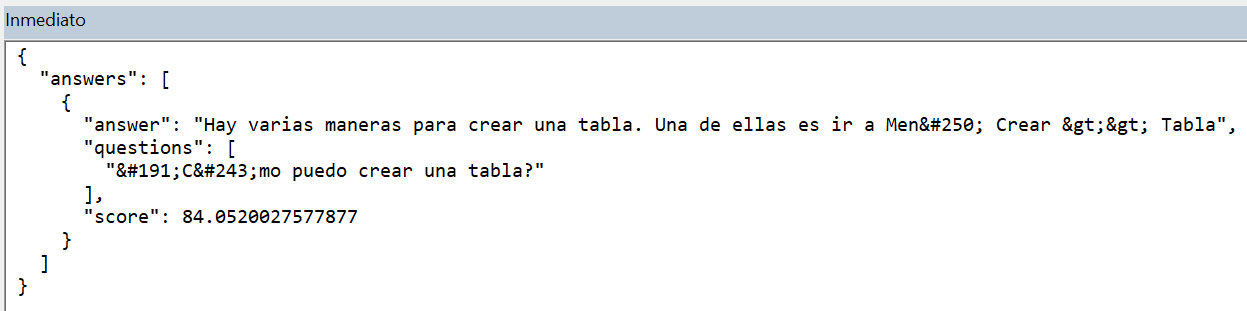 Inmediato
{
  "answers": [
    {
      "answer": "Hay varias maneras para crear una tabla. Una de ellas es ir a Men&#250; Crear &gt;&gt; Tabla",
      "questions": [
        "&#191;C&#243;mo puedo crear una tabla?"
      ],
      "score": 84.0520027577877
    }
  ]
}